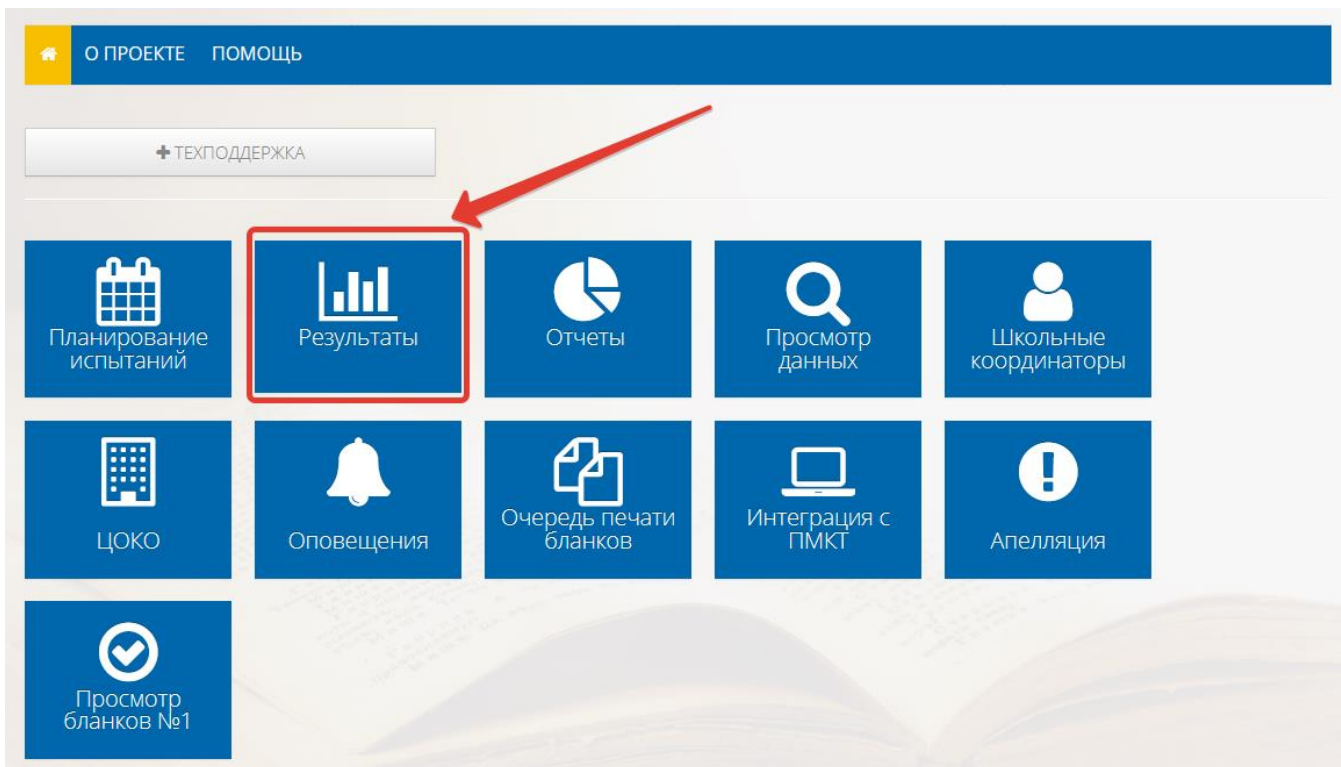 О ПРОЕКТЕ ПОМОЩЬ
+ ТЕХПОДДЕРЖКА
Планирование
испытаний
Результаты
Отчеты
Просмотр
данных
Школьные
координаторы
ЦОКО
Оповещения
Очередь печати
бланков
Интеграция с
ПМКТ
Апелляция
Просмотр
бланков №1